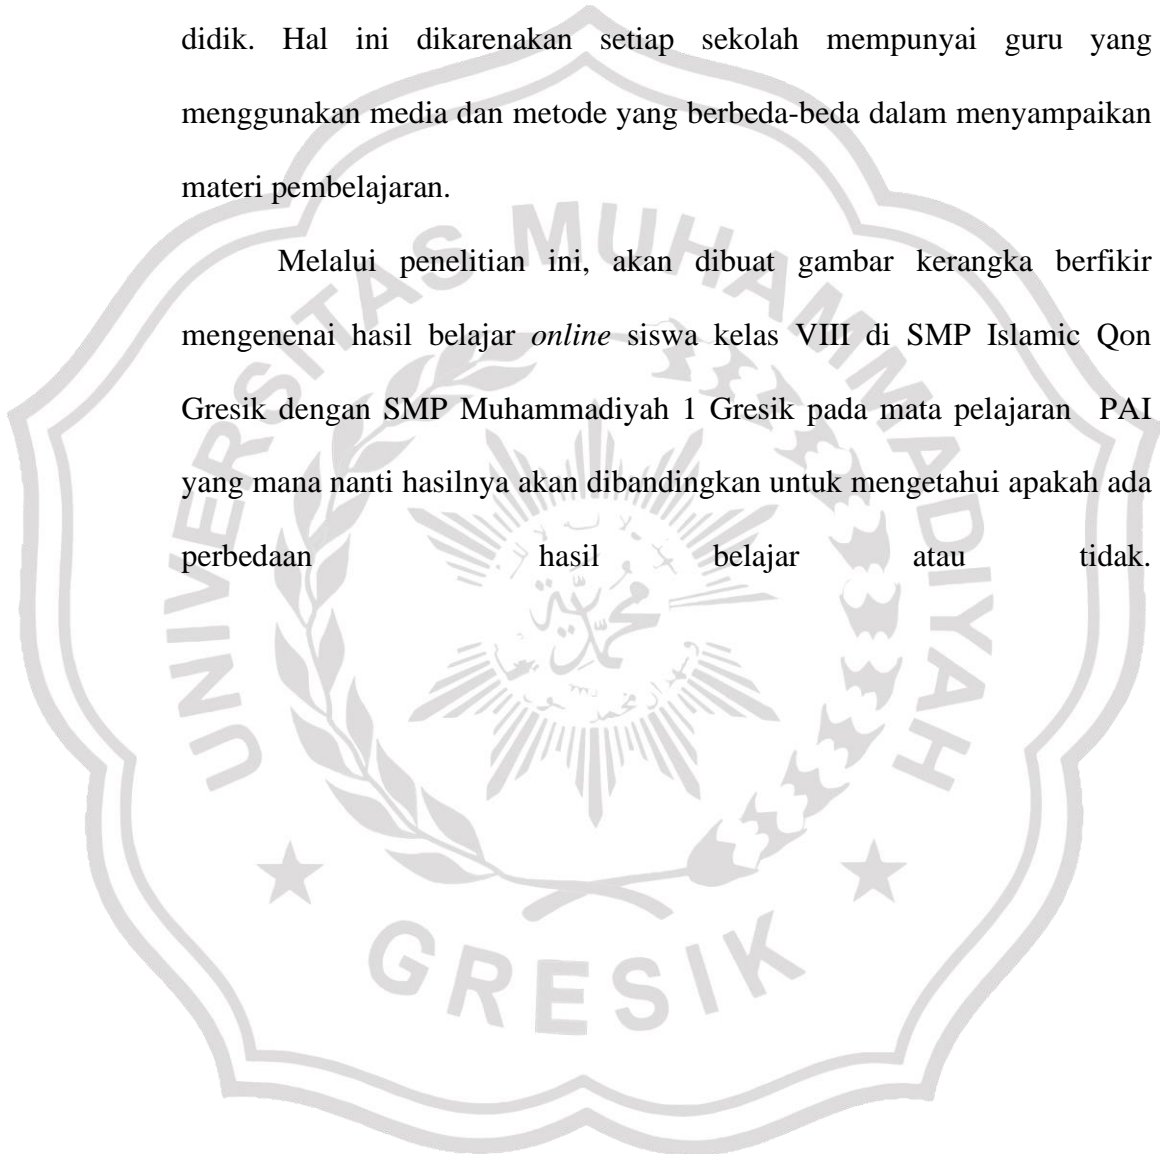 didik. Hal ini dikarenakan setiap sekolah mempunyai guru yang
menggunakan media dan metode yang berbeda-beda dalam menyampaikan
materi pembelajaran.
Melalui penelitian ini, akan dibuat gambar kerangka berfikir
mengenenai hasil belajar online siswa kelas VIII di SMP Islamic Qon
Gresik dengan SMP Muhammadiyah 1 Gresik pada mata pelajaran PAI
yang mana nanti hasilnya akan dibandingkan untuk mengetahui apakah ada
perbedaan hasil belajar atau tidak.
UNIVERSITAS MUHAMMADIYAH
محمد
GRESIK